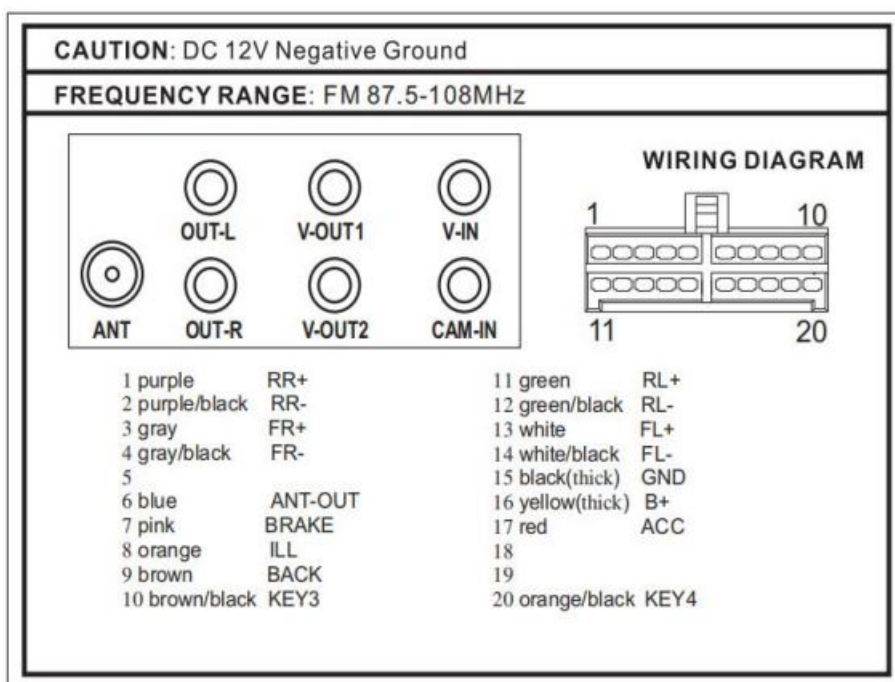 CAUTION: DC 12V Negative Ground
FREQUENCY RANGE: FM 87.5-108MHz
WIRING DIAGRAM
OUT-L V-OUT1 V-IN
ANT OUT-R V-OUT2 CAM-IN
1 10
11 20
1 purple RR+
2 purple/black RR-
3 gray FR+
4 gray/black FR-
5
6 blue ANT-OUT
7 pink BRAKE
8 orange ILL
9 brown BACK
10 brown/black KEY3
11 green RL+
12 green/black RL-
13 white FL+
14 white/black FL-
15 black(thick) GND
16 yellow(thick) B+
17 red ACC
18
19
20 orange/black KEY4